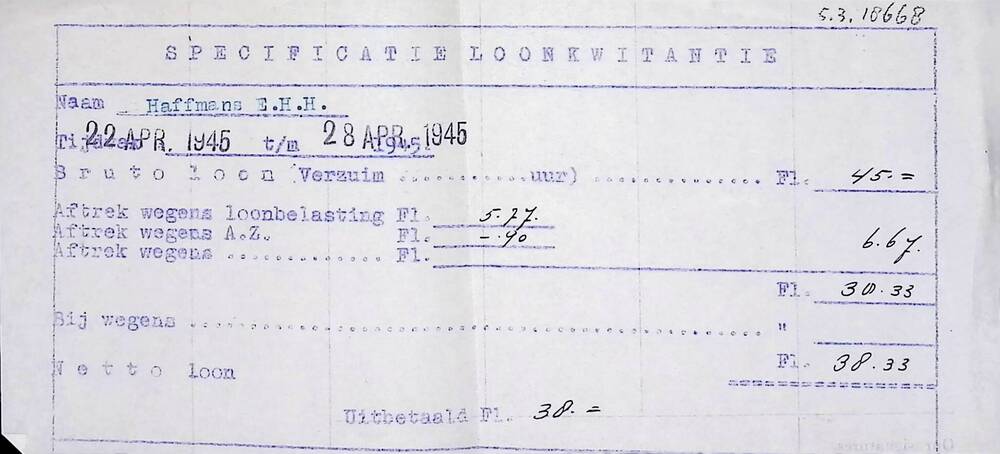 5.3.18668
SPECIFICATIE LOONKWITANTIE
Naam Haffmans E.H.H.
Tijdvak 22 APR. 1945 t/m 28 APR. 1945
Bruto loon (Verzuim ............uur) ............... Fl. 45.=
Aftrek wegens loonbelasting Fl. 5.77.
Aftrek wegens A.Z. Fl. -.90 6.67.
Aftrek wegens .............. Fl.
Fl. 38.33
Bij wegens ........................................................ "
Netto loon Fl. 38.33
Uitbetaald Fl. 38.=